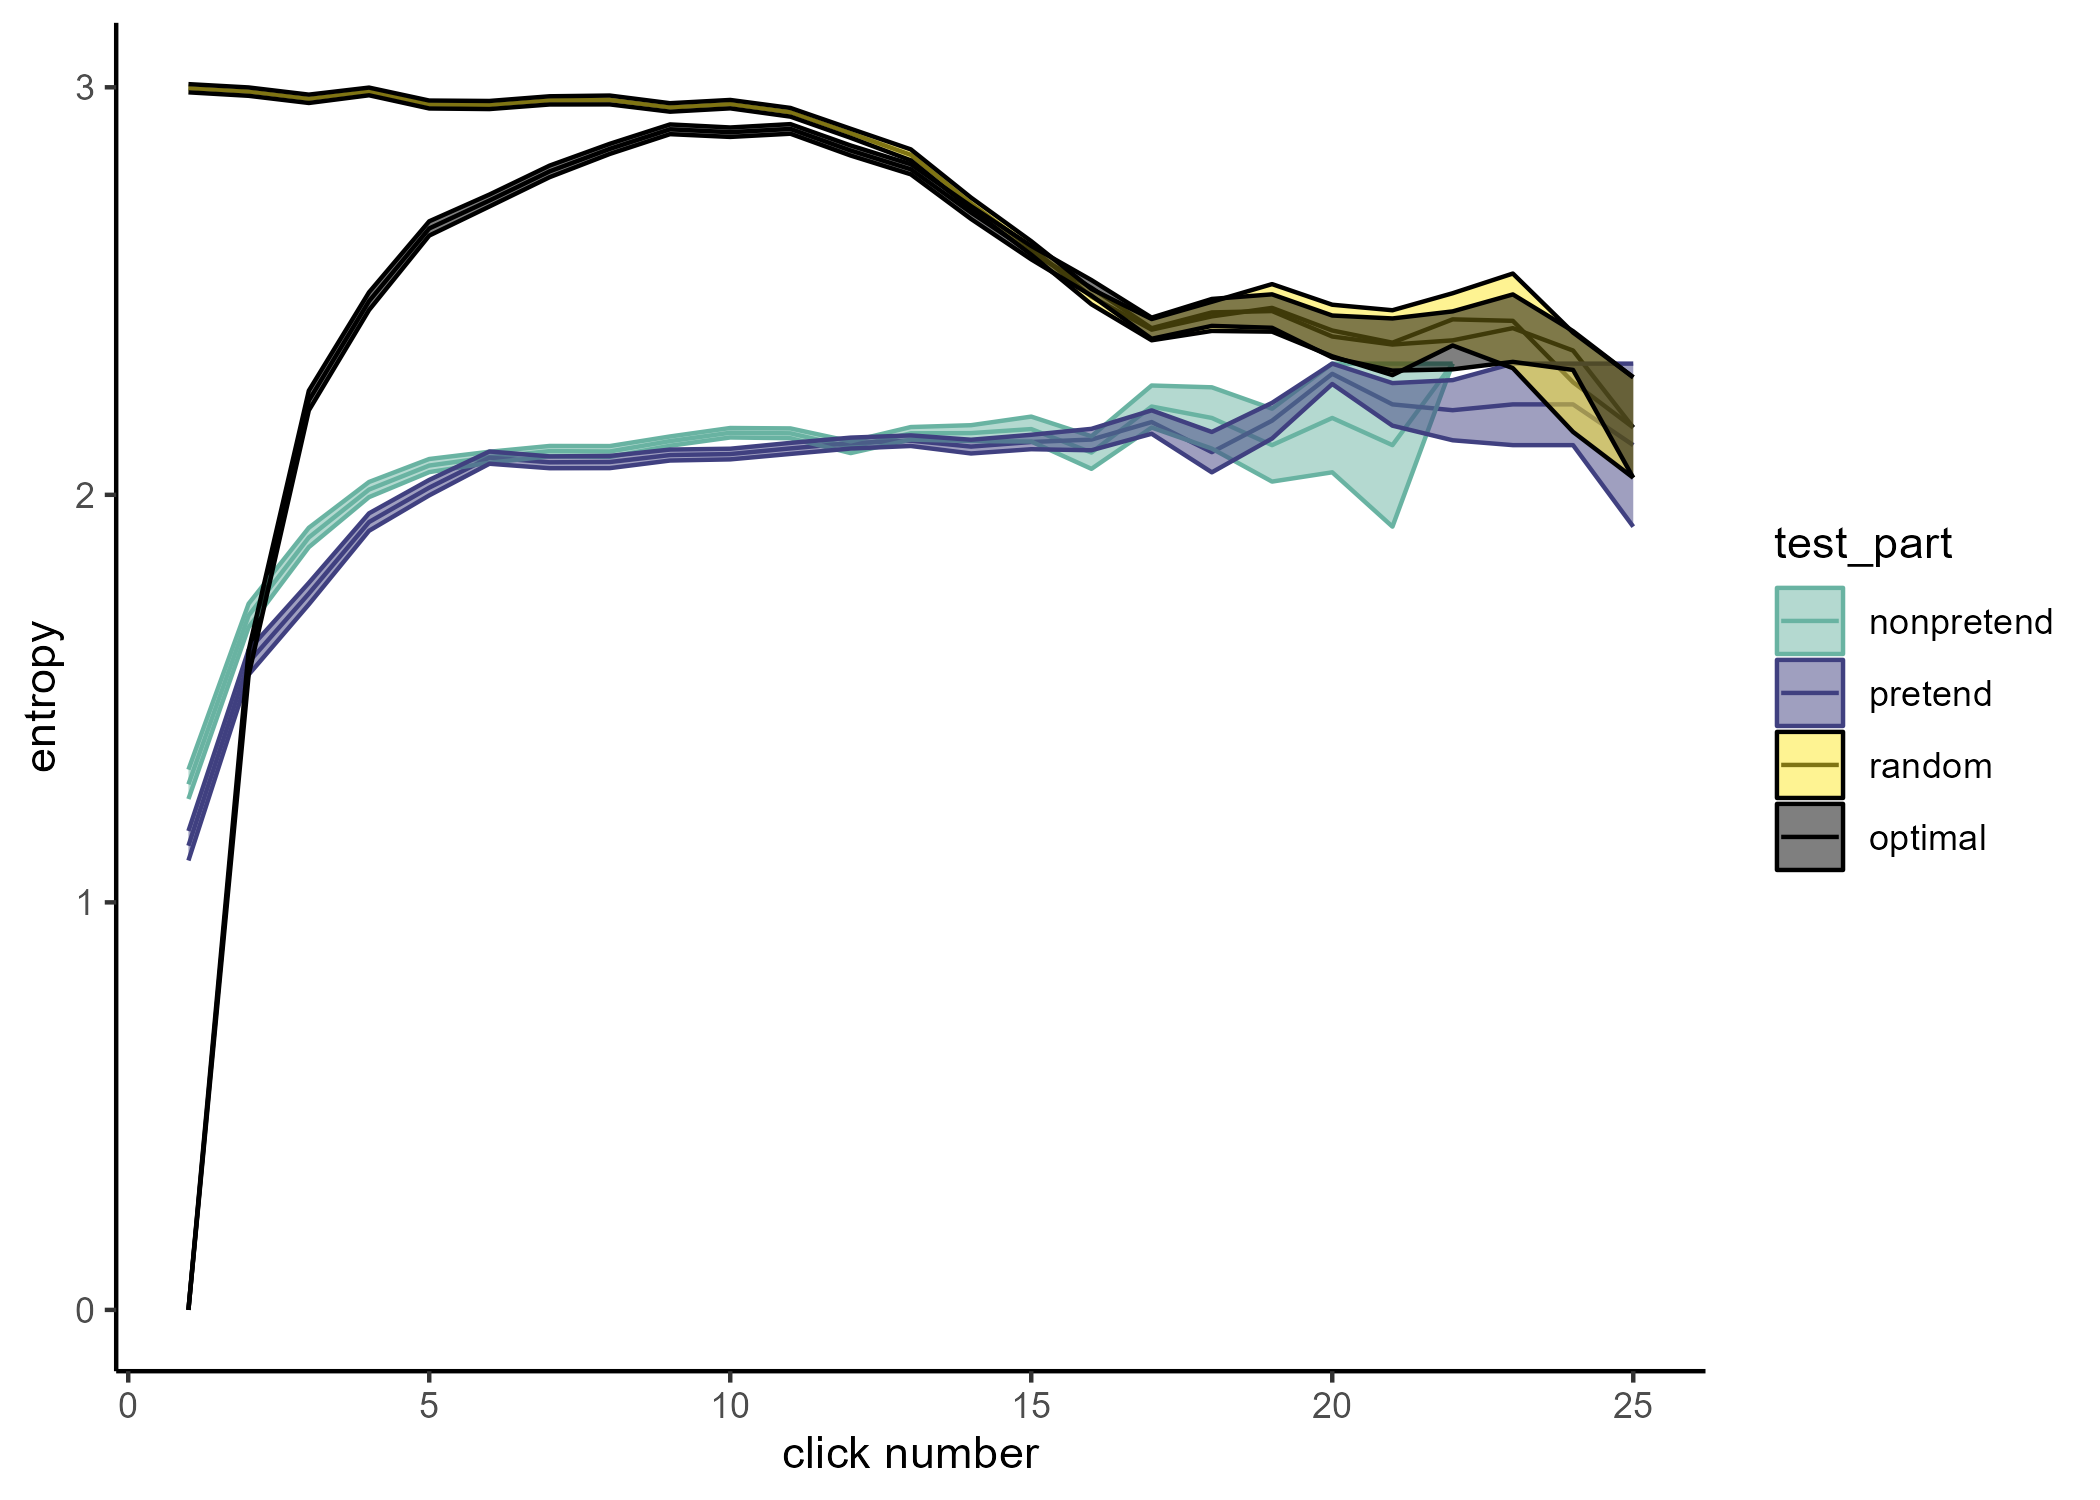 entropy
3
2
1
0
0 5 10 15 20 25
click number
test_part
nonpretend
pretend
random
optimal